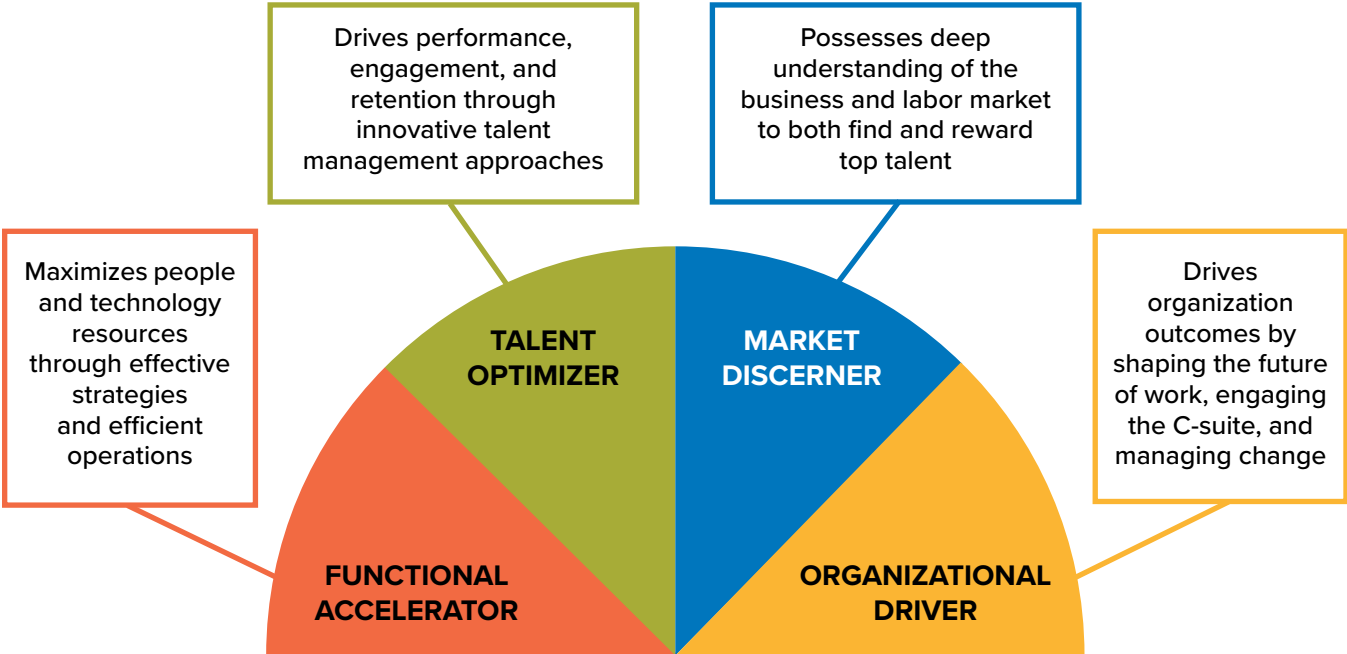 Drives performance,
engagement, and
retention through
innovative talent
management approaches
Possesses deep
understanding of the
business and labor market
to both find and reward
top talent
Maximizes people
and technology
resources
through effective
strategies
and efficient
operations
Drives
organization
outcomes by
shaping the future
of work, engaging
the C-suite, and
managing change
TALENT
OPTIMIZER
MARKET
DISCERNER
FUNCTIONAL
ACCELERATOR
ORGANIZATIONAL
DRIVER